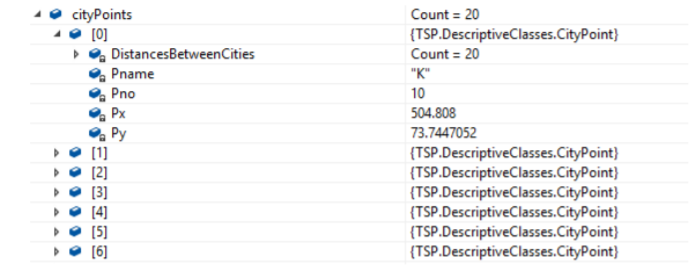 cityPoints Count = 20
[0] {TSP.DescriptiveClasses.CityPoint}
DistancesBetweenCities Count = 20
Pname "K"
Pno 10
Px 504.808
Py 73.7447052
[1] {TSP.DescriptiveClasses.CityPoint}
[2] {TSP.DescriptiveClasses.CityPoint}
[3] {TSP.DescriptiveClasses.CityPoint}
[4] {TSP.DescriptiveClasses.CityPoint}
[5] {TSP.DescriptiveClasses.CityPoint}
[6] {TSP.DescriptiveClasses.CityPoint}